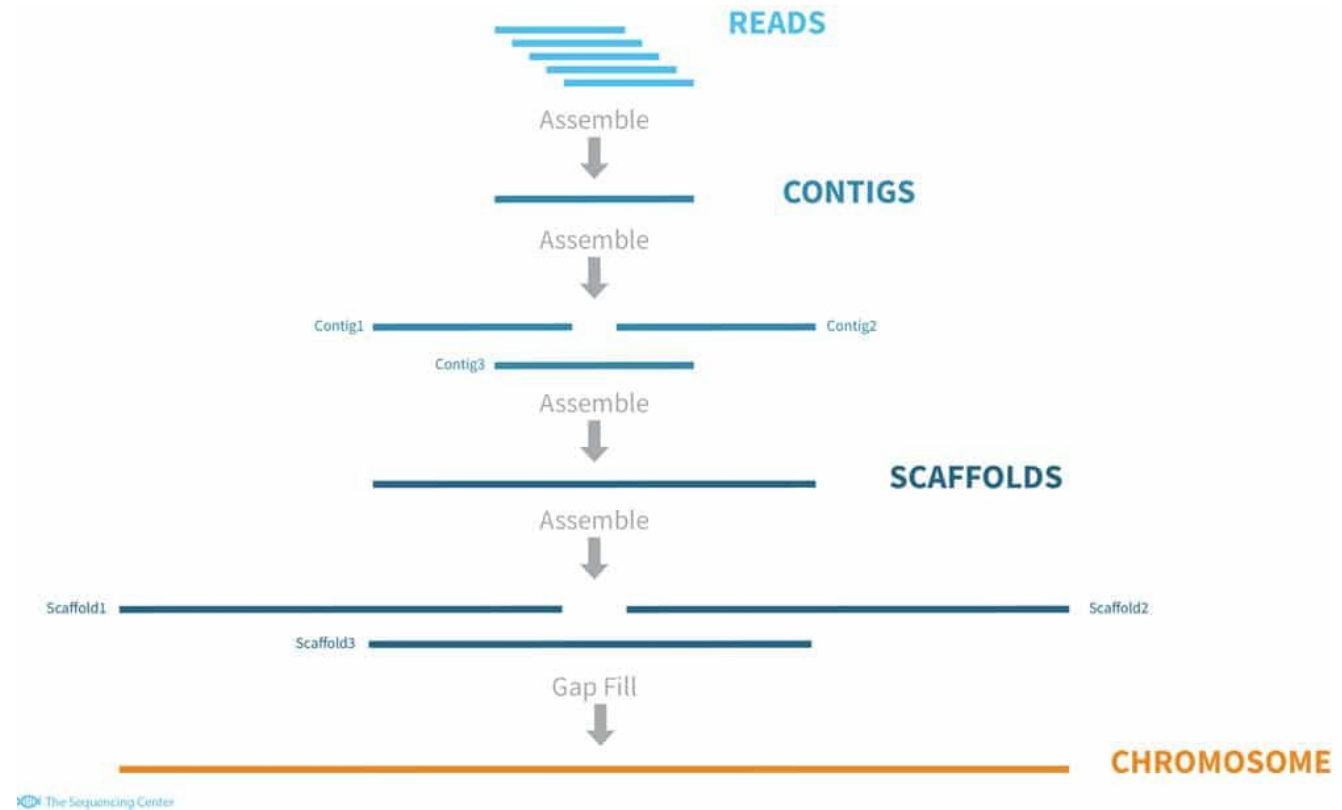 READS
Assemble
CONTIGS
Assemble
Contig1
Contig2
Contig3
Assemble
SCAFFOLDS
Assemble
Scaffold1
Scaffold2
Scaffold3
Gap Fill
CHROMOSOME
The Sequencing Center